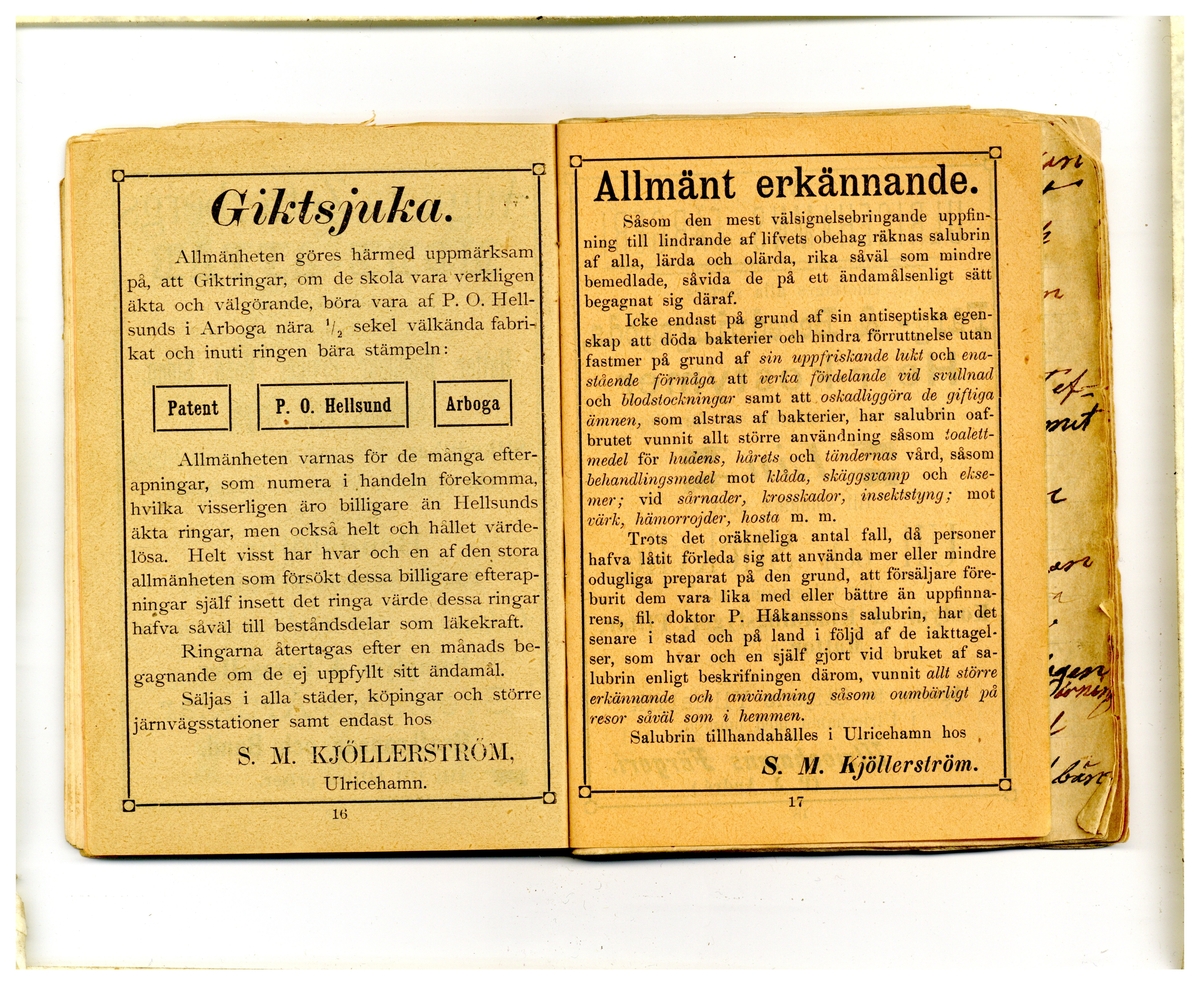 Giktsjuka.
Allmänheten göres härmed uppmärksam
på, att Giktringar, om de skola vara verkligen
äkta och välgörande, böra vara af P. O. Hell-
sunds i Arboga nära 1/2 sekel välkända fabri-
kat och inuti ringen bära stämpeln:
Patent P. O. Hellsund Arboga
Allmänheten varnas för de många efter-
apningar, som numera i handeln förekomma,
hvilka visserligen äro billigare än Hellsunds
äkta ringar, men också helt och hållet värde-
lösa. Helt visst har hvar och en af den stora
allmänheten som försökt dessa billigare efterap-
ningar själf insett det ringa värde dessa ringar
hafva såväl till beståndsdelar som läkekraft.
Ringarna återtagas efter en månads be-
gagnande om de ej uppfyllt sitt ändamål.
Säljas i alla städer, köpingar och större
järnvägsstationer samt endast hos
S. M. KJÖLLERSTRÖM,
Ulricehamn.
16
Allmänt erkännande.
Såsom den mest välsignelsebringande uppfin-
ning till lindrande af lifvets obehag räknas salubrin
af alla, lärda och olärda, rika såväl som mindre
bemedlade, såvida de på ett ändamålsenligt sätt
begagnat sig däraf.
Icke endast på grund af sin antiseptiska egen-
skap att döda bakterier och hindra förruttnelse utan
fastmer på grund af sin uppfriskande lukt och ena-
stående förmåga att verka fördelande vid svullnad
och blodstockningar samt att oskadliggöra de giftiga
ämnen, som alstras af bakterier, har salubrin oaf-
brutet vunnit allt större användning såsom toalett-
medel för hudens, hårets och tändernas vård, såsom
behandlingsmedel mot klåda, skäggsvamp och ekse-
mer; vid sårnader, krosskador, insektstyng; mot
värk, hämorrojder, hosta m. m.
Trots det oräkneliga antal fall, då personer
hafva låtit förleda sig att använda mer eller mindre
odugliga preparat på den grund, att försäljare före-
burit dem vara lika med eller bättre än uppfinna-
rens, fil. doktor P. Håkanssons salubrin, har det
senare i stad och på land i följd af de iakttagel-
ser, som hvar och en själf gjort vid bruket af sa-
lubrin enligt beskrifningen därom, vunnit allt större
erkännande och användning såsom oumbärligt på
resor såväl som i hemmen.
Salubrin tillhandahålles i Ulricehamn hos
S. M. Kjöllerström.
17